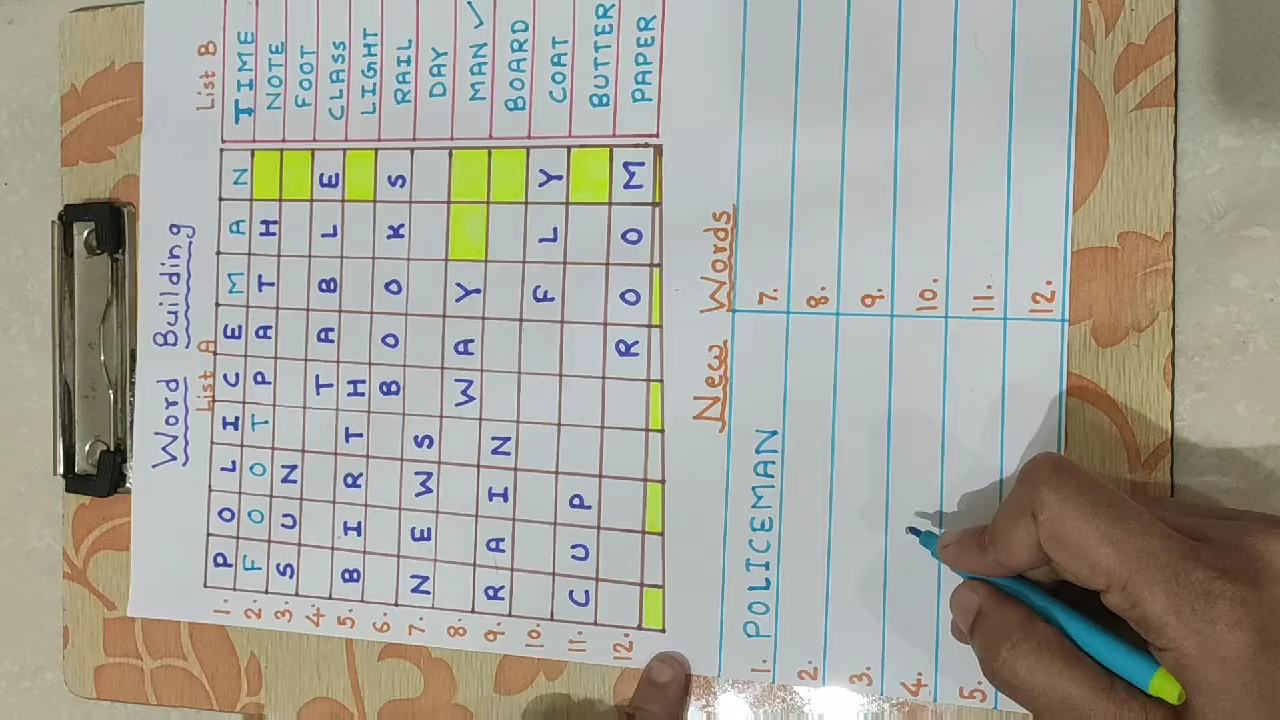 Word Building
List A
List B
1. POLICEMAN
TIME
2. FOOTPATH
NOTE
3. SUN
FOOT
4. TABLE
CLASS
5. BIRTH
LIGHT
6. BOOKS
RAIL
7. NEWS
DAY
8. WAY
MAN ✓
9. RAIN
BOARD
10. FLY
COAT
11. CUP
BUTTER
12. ROOM
PAPER
New Words
1. POLICEMAN
7.
2.
8.
3.
9.
4.
10.
5.
11.
12.